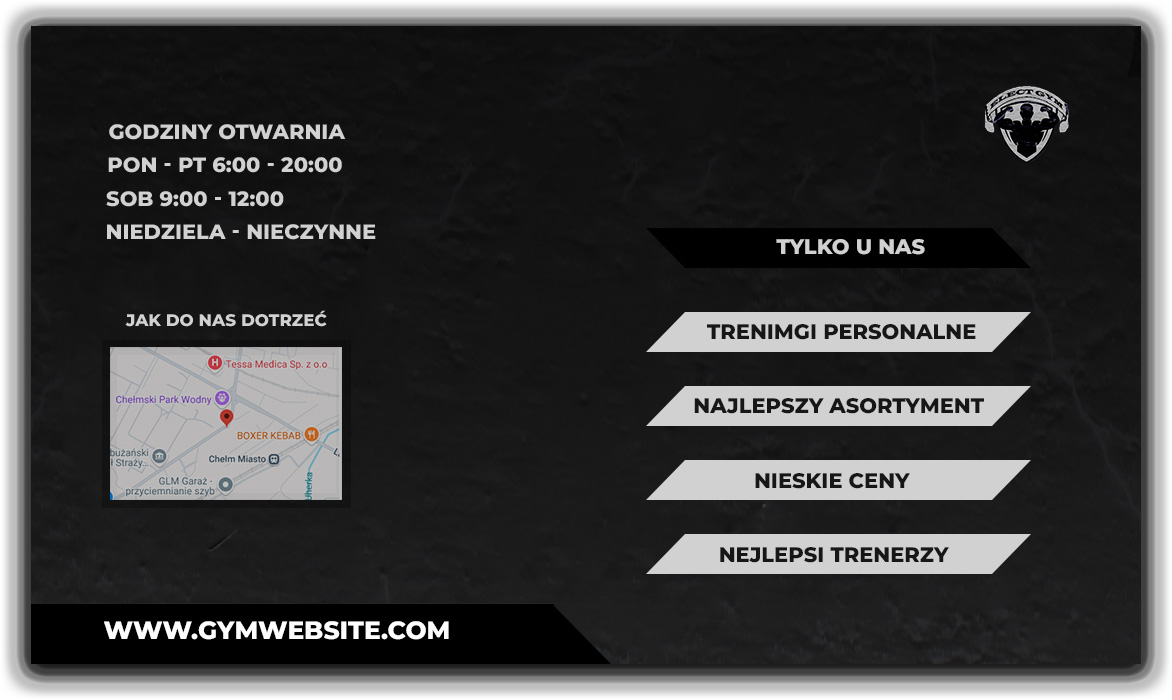 GODZINY OTWARNIA
PON - PT 6:00 - 20:00
SOB 9:00 - 12:00
NIEDZIELA - NIECZYNNE
JAK DO NAS DOTRZEĆ
Tessa Medica Sp. z o.o
Chełmski Park Wodny
BOXER KEBAB
bużański
l Straży...
Chełm Miasto
GLM Garaż -
przyciemnianie szyb
Uherka
WWW.GYMWEBSITE.COM
ELECT GYM
TYLKO U NAS
TRENIMGI PERSONALNE
NAJLEPSZY ASORTYMENT
NIESKIE CENY
NEJLEPSI TRENERZY